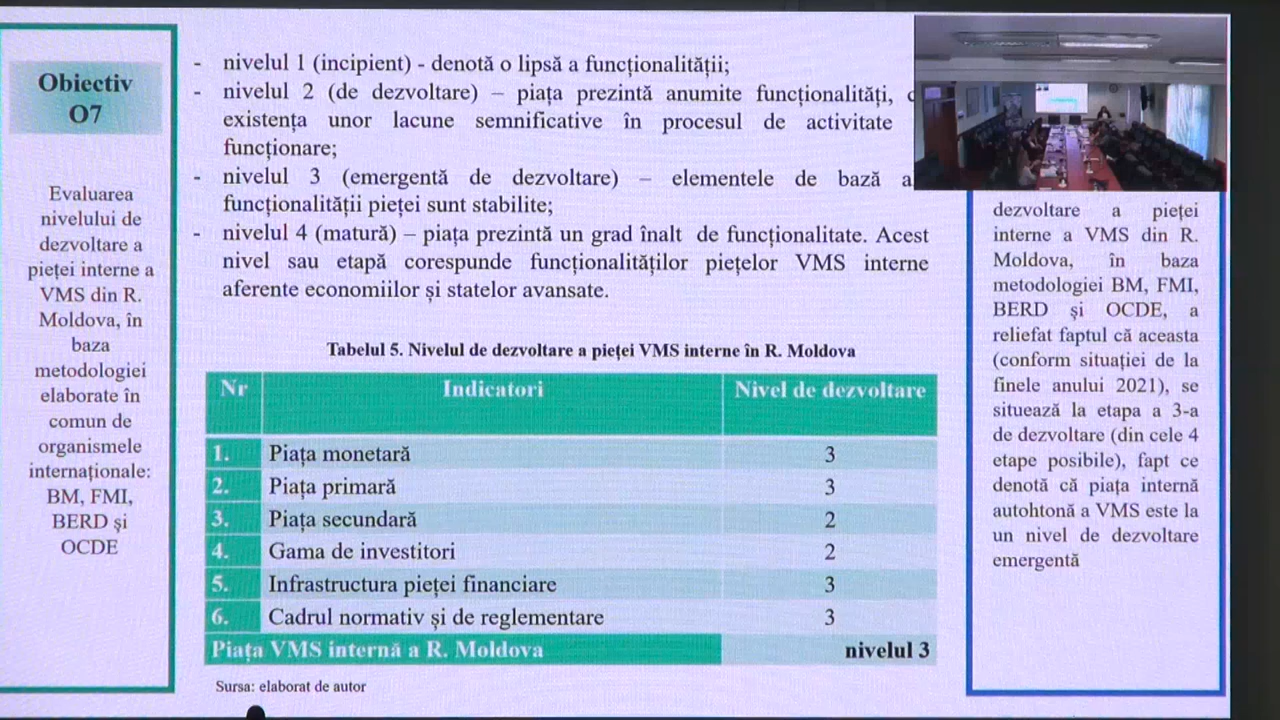 Obiectiv
O7
Evaluarea
nivelului de
dezvoltare a
pieței interne a
VMS din R.
Moldova, în
baza
metodologiei
elaborate în
comun de
organismele
internaționale:
BM, FMI,
BERD și
OCDE
- nivelul 1 (incipient) - denotă o lipsă a funcționalității;
- nivelul 2 (de dezvoltare) – piața prezintă anumite funcționalități,
existența unor lacune semnificative în procesul de activitate
funcționare;
- nivelul 3 (emergentă de dezvoltare) – elementele de bază
funcționalității pieței sunt stabilite;
- nivelul 4 (matură) – piața prezintă un grad înalt de funcționalitate. Acest
nivel sau etapă corespunde funcționalităților piețelor VMS interne
aferente economiilor și statelor avansate.
Tabelul 5. Nivelul de dezvoltare a pieței VMS interne în R. Moldova
Nr Indicatori Nivel de dezvoltare
1. Piața monetară 3
2. Piața primară 3
3. Piața secundară 2
4. Gama de investitori 2
5. Infrastructura pieței financiare 3
6. Cadrul normativ și de reglementare 3
Piața VMS internă a R. Moldova nivelul 3
Sursa: elaborat de autor
dezvoltare a pieței
interne a VMS din R.
Moldova, în baza
metodologiei BM, FMI,
BERD și OCDE, a
reliefat faptul că aceasta
(conform situației de la
finele anului 2021), se
situează la etapa a 3-a
de dezvoltare (din cele 4
etape posibile), fapt ce
denotă că piața internă
autohtonă a VMS este la
un nivel de dezvoltare
emergentă